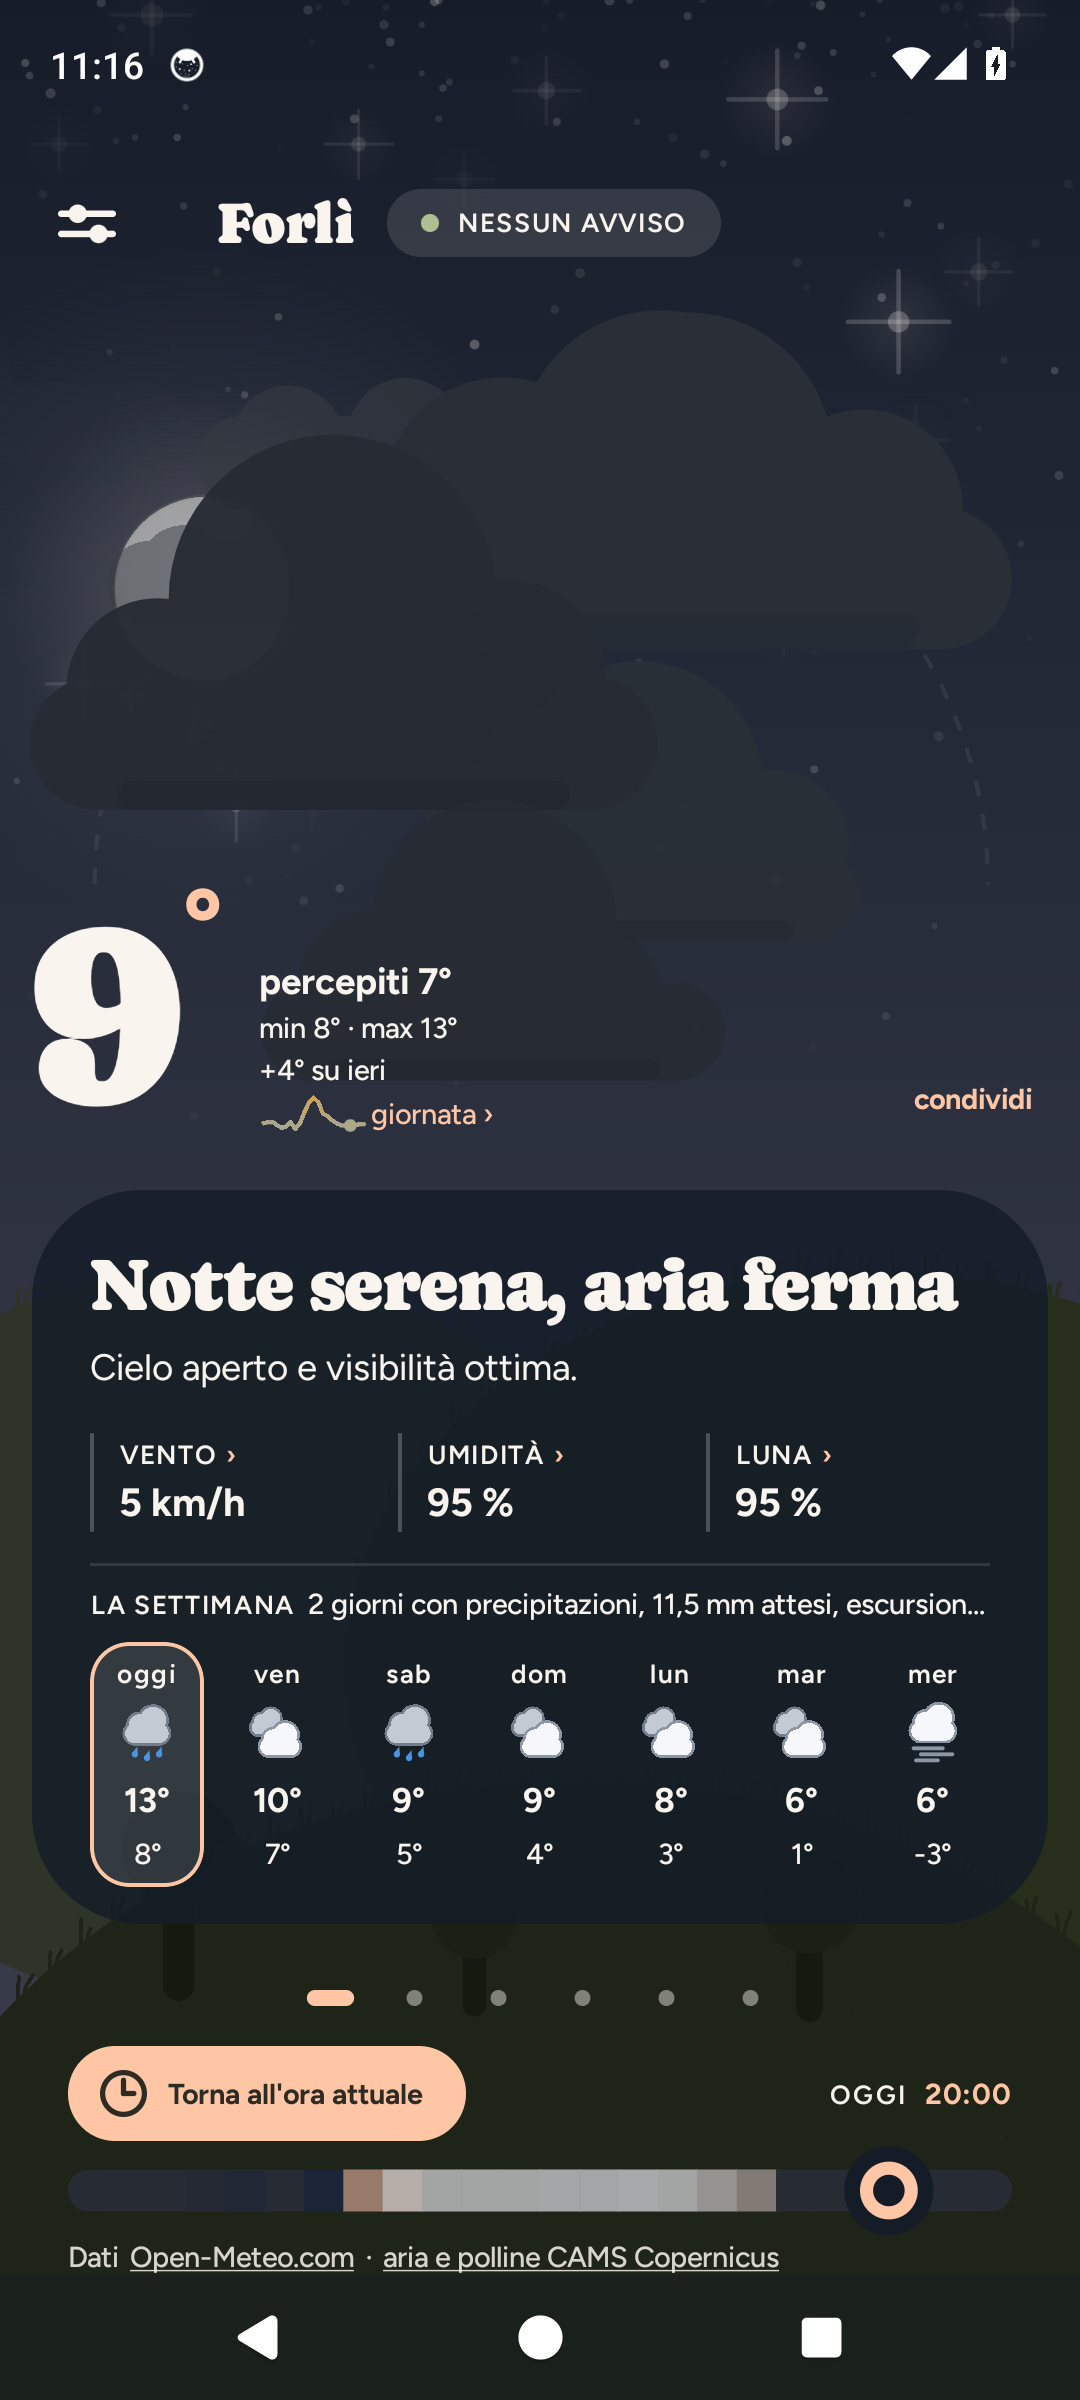 11:16
Forlì
NESSUN AVVISO
9°
percepiti 7°
min 8° · max 13°
+4° su ieri
giornata ›
condividi
Notte serena, aria ferma
Cielo aperto e visibilità ottima.
VENTO › UMIDITÀ › LUNA ›
5 km/h 95 % 95 %
LA SETTIMANA 2 giorni con precipitazioni, 11,5 mm attesi, escursion...
oggi ven sab dom lun mar mer
13° 10° 9° 9° 8° 6° 6°
8° 7° 5° 4° 3° 1° -3°
Torna all'ora attuale
OGGI 20:00
Dati Open-Meteo.com · aria e polline CAMS Copernicus